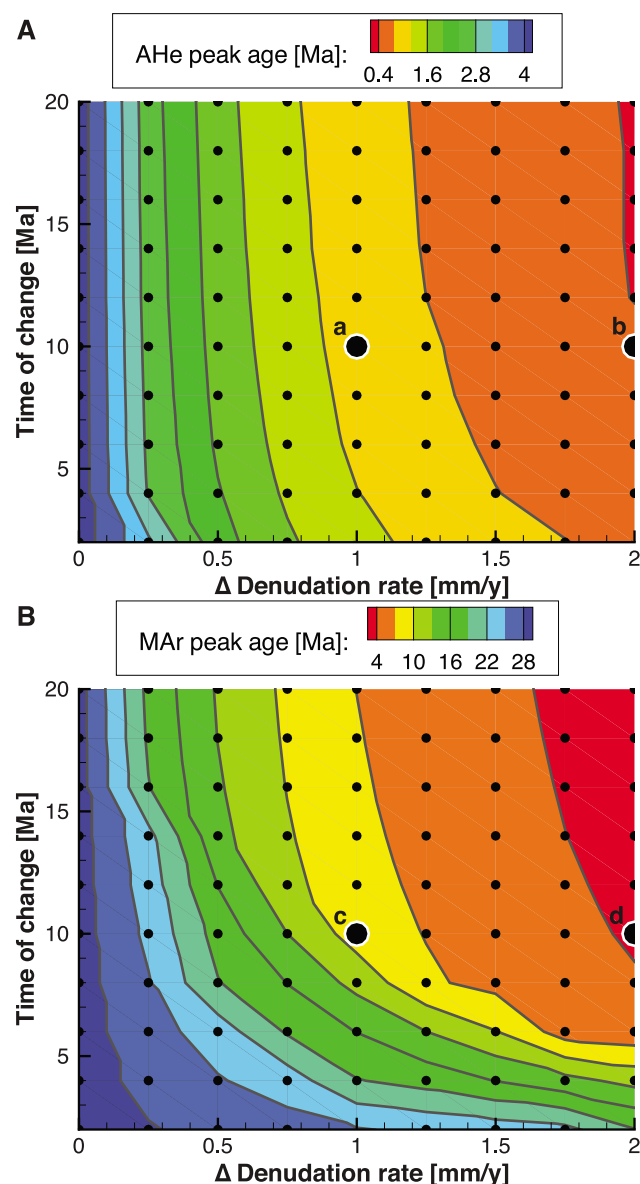 A
AHe peak age [Ma]:
0.4 1.6 2.8 4
20
15
10
5
Time of change [Ma]
a
b
0 0.5 1 1.5 2
Δ Denudation rate [mm/y]
B
MAr peak age [Ma]:
4 10 16 22 28
20
15
10
5
Time of change [Ma]
c
d
0 0.5 1 1.5 2
Δ Denudation rate [mm/y]